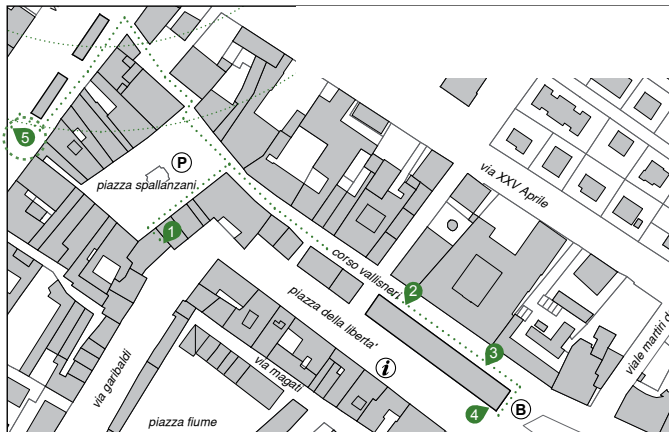 5
P
piazza spallanzani
1
via XXV Aprile
corso vallisneri
2
piazza della liberta'
3
i
via magati
via garibaldi
viale martiri d
4
B
piazza fiume